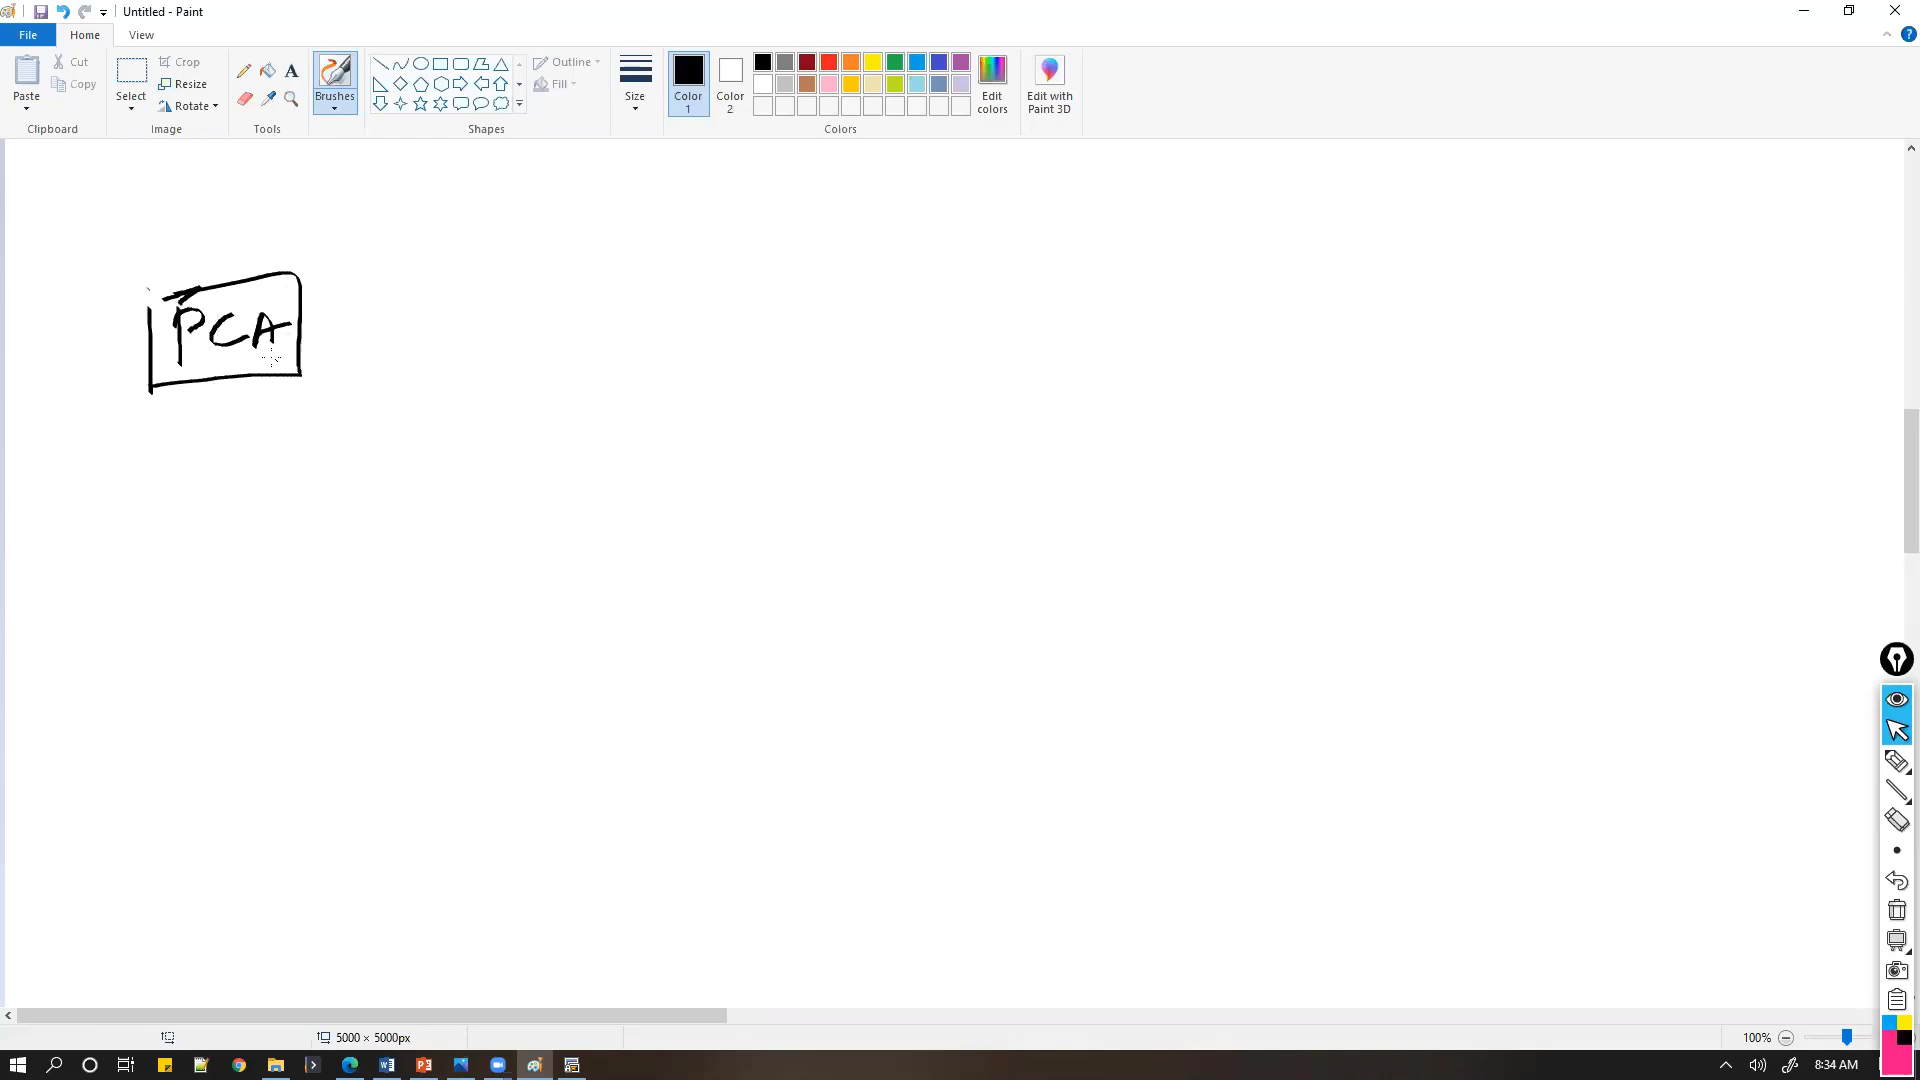 Untitled - Paint
File Home View
Paste
Cut
Copy
Clipboard
Select
Crop
Resize
Rotate
Image
A
Tools
Brushes
Shapes
Outline
Fill
Size
Color 1
Color 2
Edit colors
Colors
Edit with Paint 3D
PCA
5000 × 5000px
100%
8:34 AM